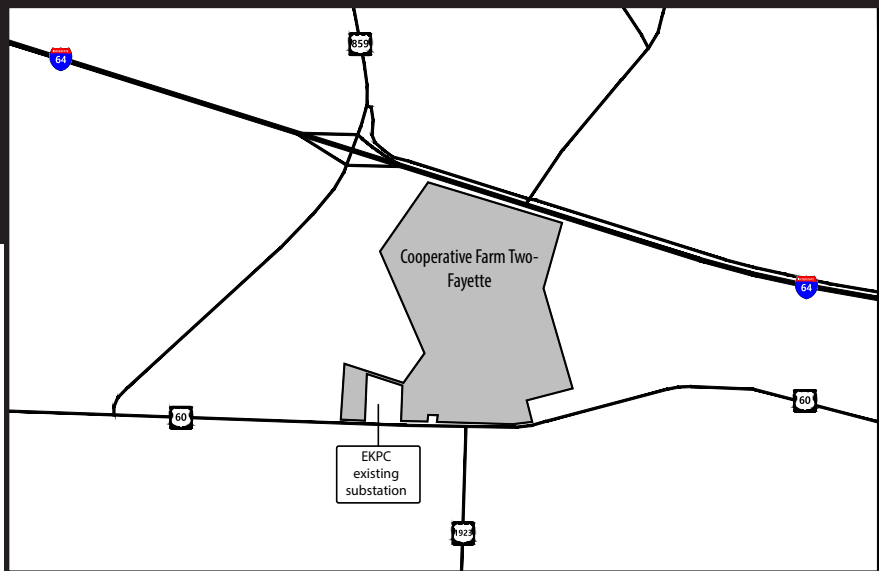 859
64
Cooperative Farm Two-
Fayette
64
60
60
EKPC
existing
substation
1923